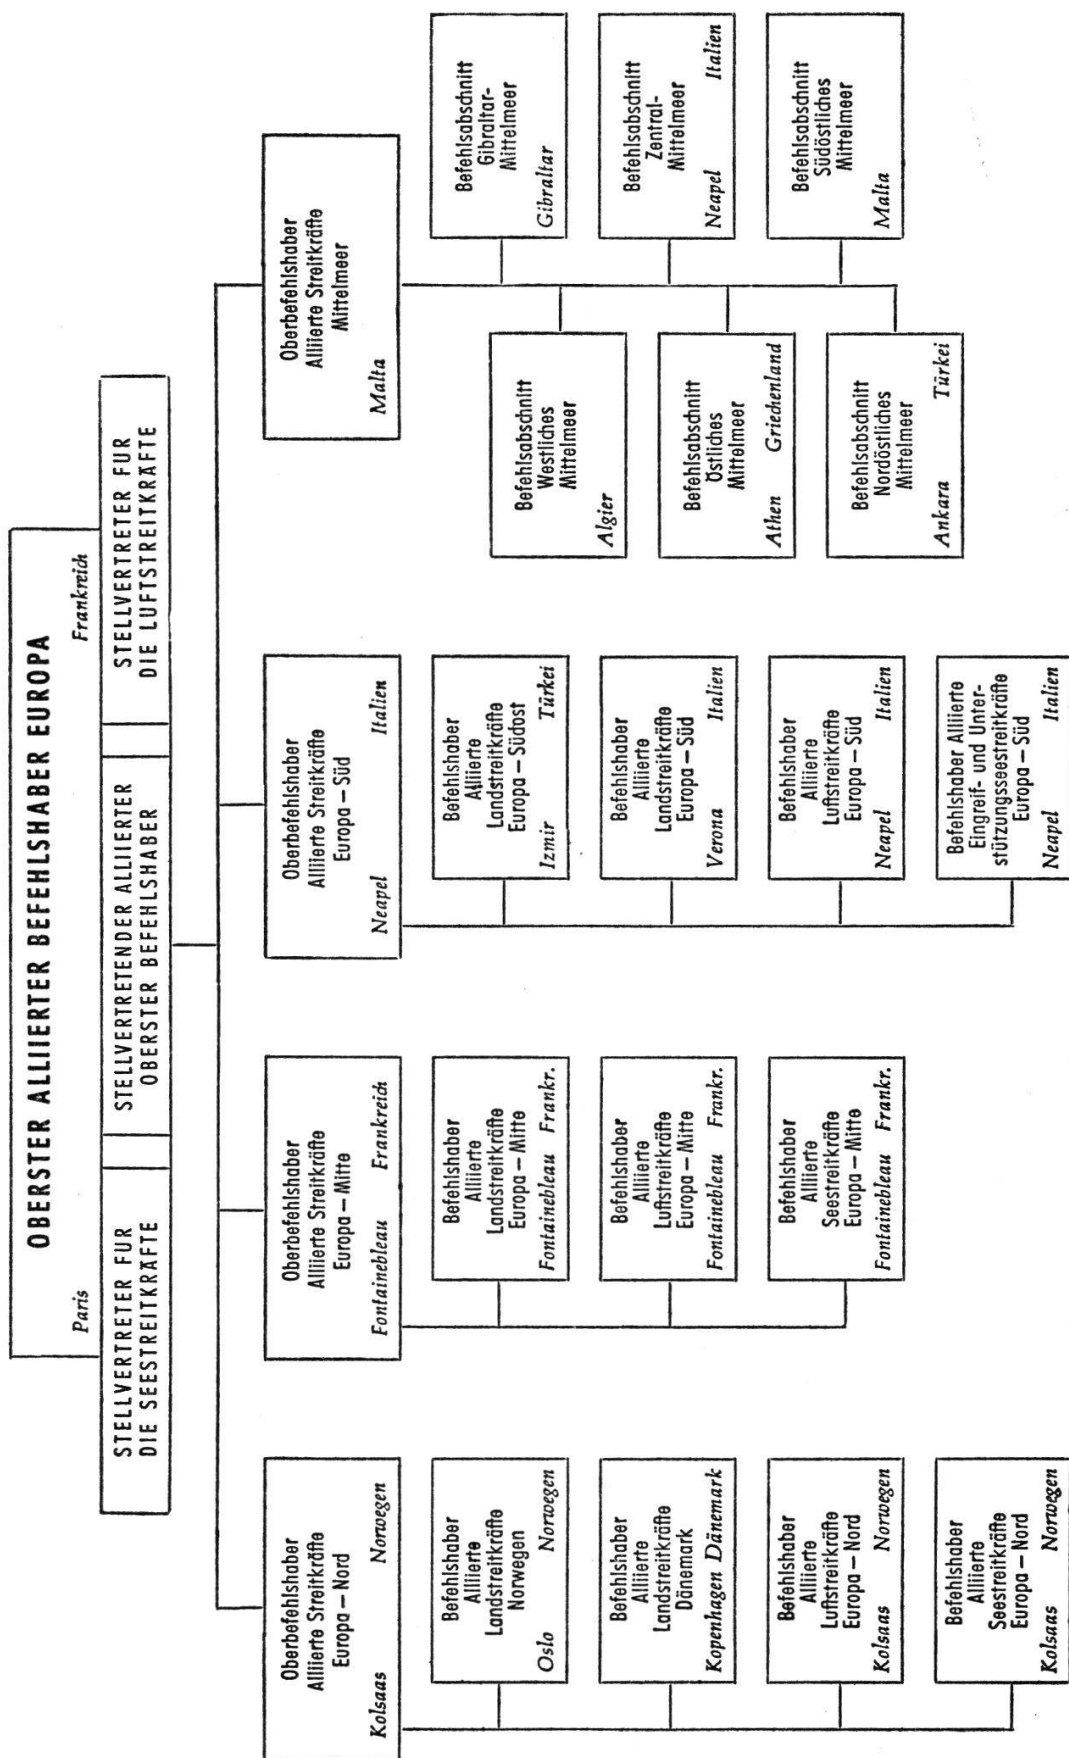 OBERSTER ALLIIERTER BEFEHLSHABER EUROPA
Paris Frankreich
STELLVERTRETER FUR
DIE SEESTREITKRÄFTE
STELLVERTRETENDER ALLIIERTER
OBERSTER BEFEHLSHABER
STELLVERTRETER FUR
DIE LUFTSTREITKRÄFTE
Oberbefehlshaber
Alliierte Streitkräfte
Europa – Nord
Kolsaas Norwegen
Befehlshaber
Alliierte
Landstreitkräfte
Norwegen
Oslo Norwegen
Befehlshaber
Alliierte
Landstreitkräfte
Dänemark
Kopenhagen Dänemark
Befehlshaber
Alliierte
Luftstreitkräfte
Europa – Nord
Kolsaas Norwegen
Befehlshaber
Alliierte
Seestreitkräfte
Europa – Nord
Kolsaas Norwegen
Oberbefehlshaber
Alliierte Streitkräfte
Europa – Mitte
Fontainebleau Frankreich
Befehlshaber
Alliierte
Landstreitkräfte
Europa – Mitte
Fontainebleau Frankr.
Befehlshaber
Alliierte
Luftstreitkräfte
Europa – Mitte
Fontainebleau Frankr.
Befehlshaber
Alliierte
Seestreitkräfte
Europa – Mitte
Fontainebleau Frankr.
Oberbefehlshaber
Alliierte Streitkräfte
Europa – Süd
Neapel Italien
Befehlshaber
Alliierte
Landstreitkräfte
Europa – Südost
Izmir Türkei
Befehlshaber
Alliierte
Landstreitkräfte
Europa – Süd
Verona Italien
Befehlshaber
Alliierte
Luftstreitkräfte
Europa – Süd
Neapel Italien
Befehlshaber Alliierte
Eingreif- und Unter-
stützungsseestreitkräfte
Europa – Süd
Neapel Italien
Oberbefehlshaber
Alliierte Streitkräfte
Mittelmeer
Malta
Befehlsabschnitt
Gibraltar-
Mittelmeer
Gibraltar
Befehlsabschnitt
Westliches
Mittelmeer
Algier
Befehlsabschnitt
Zentral-
Mittelmeer
Neapel Italien
Befehlsabschnitt
Östliches
Mittelmeer
Athen Griechenland
Befehlsabschnitt
Südöstliches
Mittelmeer
Malta
Befehlsabschnitt
Nordöstliches
Mittelmeer
Ankara Türkei